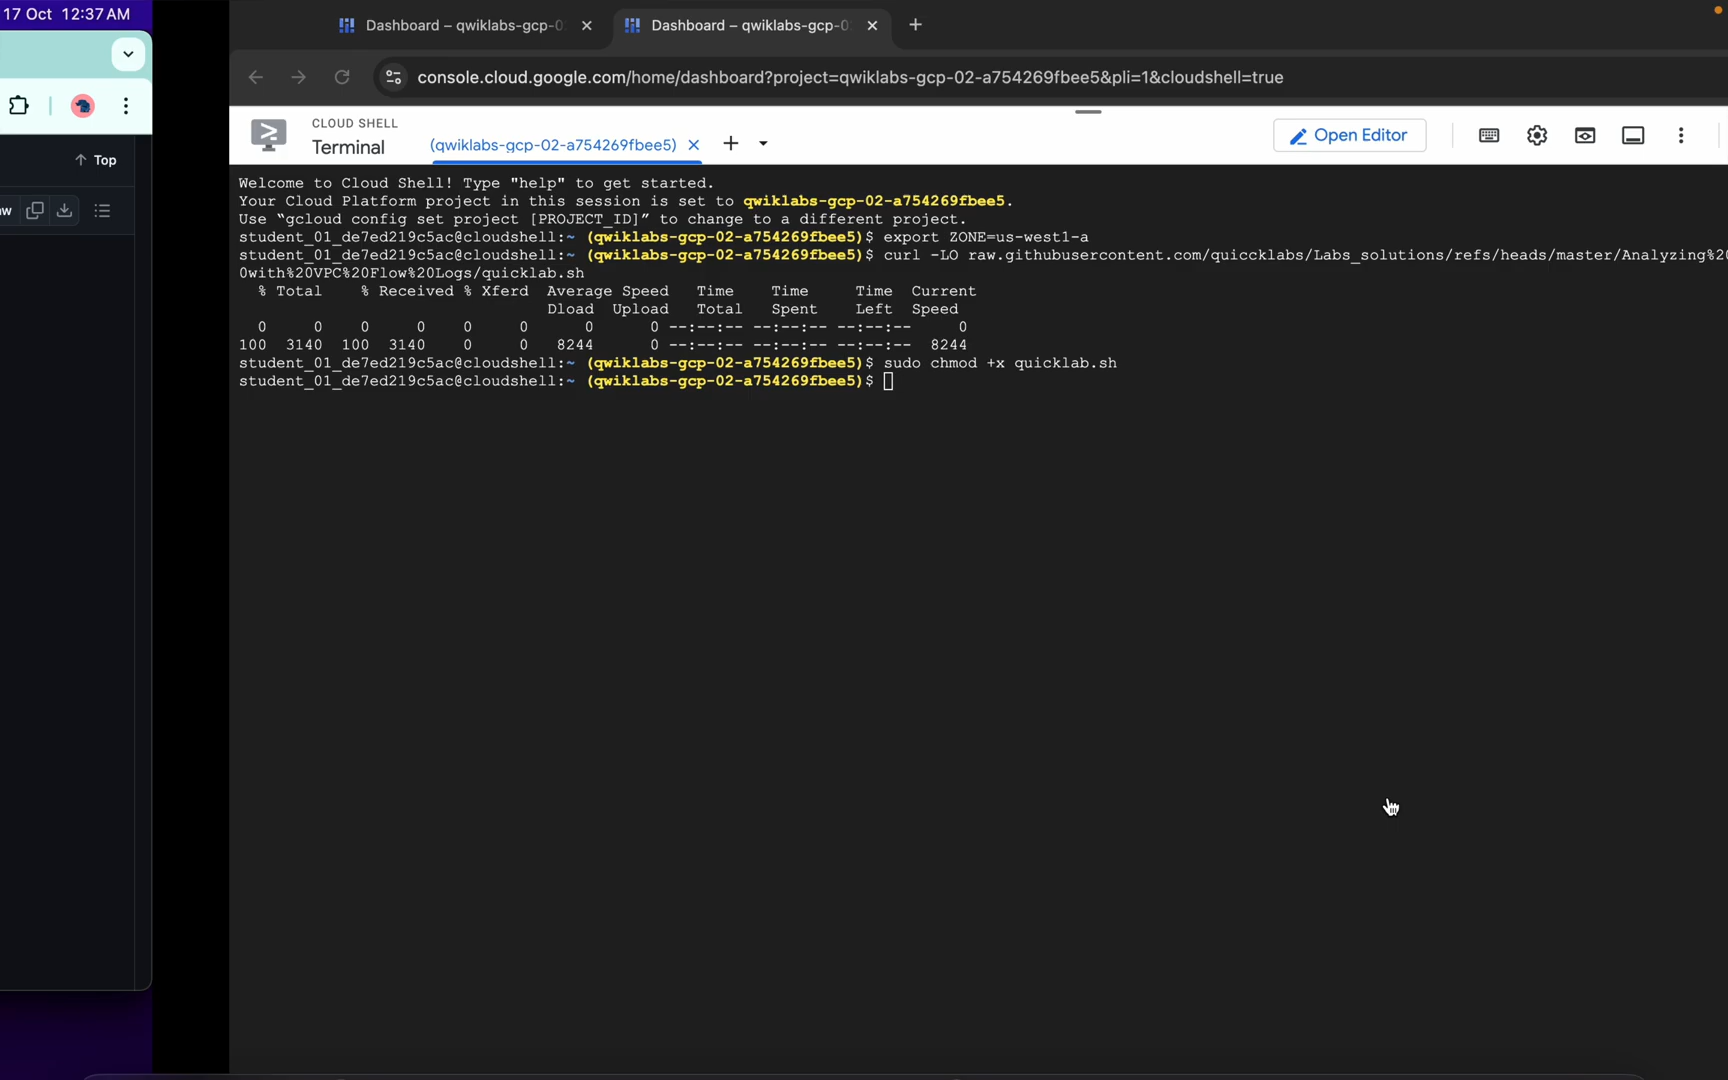 17 Oct 12:37 AM
Top
Dashboard – qwiklabs-gcp-0
Dashboard – qwiklabs-gcp-0
console.cloud.google.com/home/dashboard?project=qwiklabs-gcp-02-a754269fbee5&pli=1&cloudshell=true
CLOUD SHELL
Terminal
(qwiklabs-gcp-02-a754269fbee5)
Open Editor
Welcome to Cloud Shell! Type "help" to get started.
Your Cloud Platform project in this session is set to qwiklabs-gcp-02-a754269fbee5.
Use “gcloud config set project [PROJECT_ID]” to change to a different project.
student_01_de7ed219c5ac@cloudshell:~ (qwiklabs-gcp-02-a754269fbee5)$ export ZONE=us-west1-a
student_01_de7ed219c5ac@cloudshell:~ (qwiklabs-gcp-02-a754269fbee5)$ curl -LO raw.githubusercontent.com/quiccklabs/Labs_solutions/refs/heads/master/Analyzing%2
0with%20VPC%20Flow%20Logs/quicklab.sh
% Total % Received % Xferd Average Speed Time Time Time Current
Dload Upload Total Spent Left Speed
0 0 0 0 0 0 0 0 --:--:-- --:--:-- --:--:-- 0
100 3140 100 3140 0 0 8244 0 --:--:-- --:--:-- --:--:-- 8244
student_01_de7ed219c5ac@cloudshell:~ (qwiklabs-gcp-02-a754269fbee5)$ sudo chmod +x quicklab.sh
student_01_de7ed219c5ac@cloudshell:~ (qwiklabs-gcp-02-a754269fbee5)$